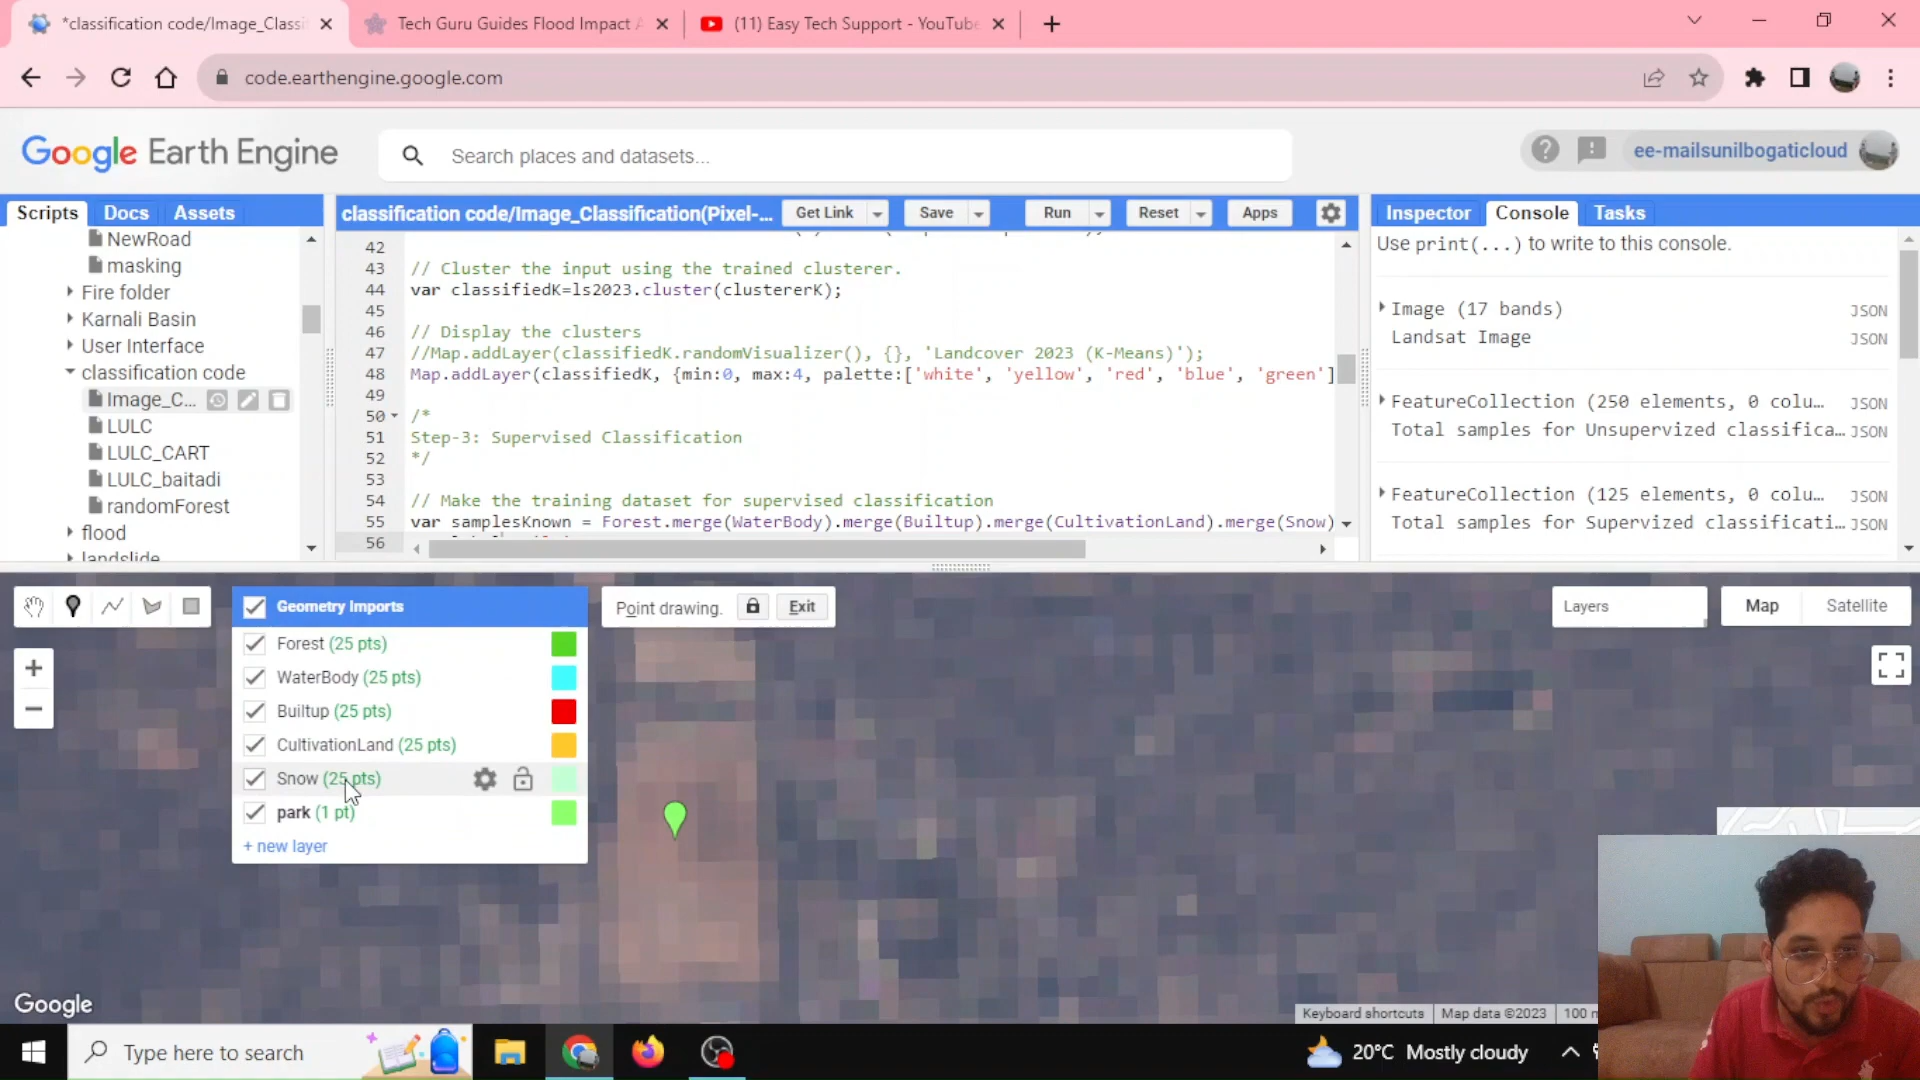 *classification code/Image_Classif
Tech Guru Guides Flood Impact
(11) Easy Tech Support - YouTube
code.earthengine.google.com
Google Earth Engine
Search places and datasets...
ee-mailsunilbogaticloud
Scripts
Docs
Assets
NewRoad
masking
Fire folder
Karnali Basin
User Interface
classification code
Image_C...
LULC
LULC_CART
LULC_baitadi
randomForest
flood
landslide
classification code/Image_Classification(Pixel-...
Get Link
Save
Run
Reset
Apps
42
43 // Cluster the input using the trained clusterer.
44 var classifiedK=ls2023.cluster(clustererK);
45
46 // Display the clusters
47 //Map.addLayer(classifiedK.randomVisualizer(), {}, 'Landcover 2023 (K-Means)');
48 Map.addLayer(classifiedK, {min:0, max:4, palette:['white', 'yellow', 'red', 'blue', 'green']
49
50 /*
51 Step-3: Supervised Classification
52 */
53
54 // Make the training dataset for supervised classification
55 var samplesKnown = Forest.merge(WaterBody).merge(Builtup).merge(CultivationLand).merge(Snow)
56
Inspector
Console
Tasks
Use print(...) to write to this console.
Image (17 bands) JSON
Landsat Image JSON
FeatureCollection (250 elements, 0 colu... JSON
Total samples for Unsupervized classifica... JSON
FeatureCollection (125 elements, 0 colu... JSON
Total samples for Supervized classificati... JSON
Geometry Imports
Forest (25 pts)
WaterBody (25 pts)
Builtup (25 pts)
CultivationLand (25 pts)
Snow (25 pts)
park (1 pt)
+ new layer
Point drawing.
Exit
Layers
Map
Satellite
Google
Keyboard shortcuts
Map data ©2023
100 m
Type here to search
20°C Mostly cloudy